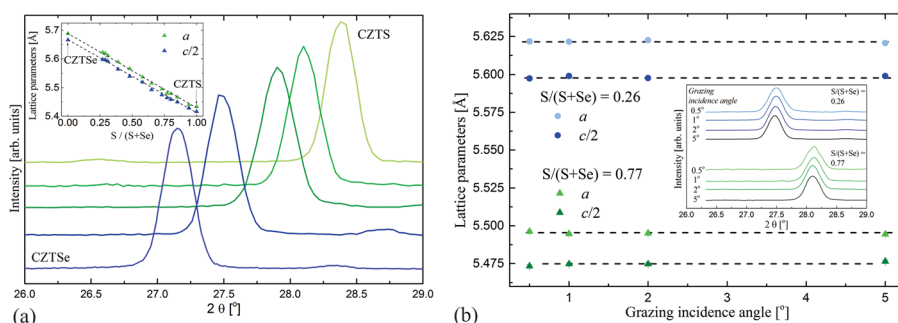 Lattice parameters [Å]
5.7
5.6
5.5
5.4
0.00
0.25
0.50
0.75
1.00
S / (S+Se)
a
c/2
CZTSe
CZTS
CZTS
CZTSe
Intensity [arb. units]
26.0
26.5
27.0
27.5
28.0
28.5
29.0
2 θ [°]
(a)
Lattice parameters [Å]
5.625
5.600
5.575
5.550
5.525
5.500
5.475
S/(S+Se) = 0.26
a
c/2
S/(S+Se) = 0.77
a
c/2
Grazing
incidence angle
0.5°
1°
2°
5°
S/(S+Se) =
0.26
0.5°
1°
2°
5°
S/(S+Se) =
0.77
Intensity [arb. units]
26.0
26.5
27.0
27.5
28.0
28.5
29.0
2 θ [°]
1
2
3
4
5
Grazing incidence angle [°]
(b)